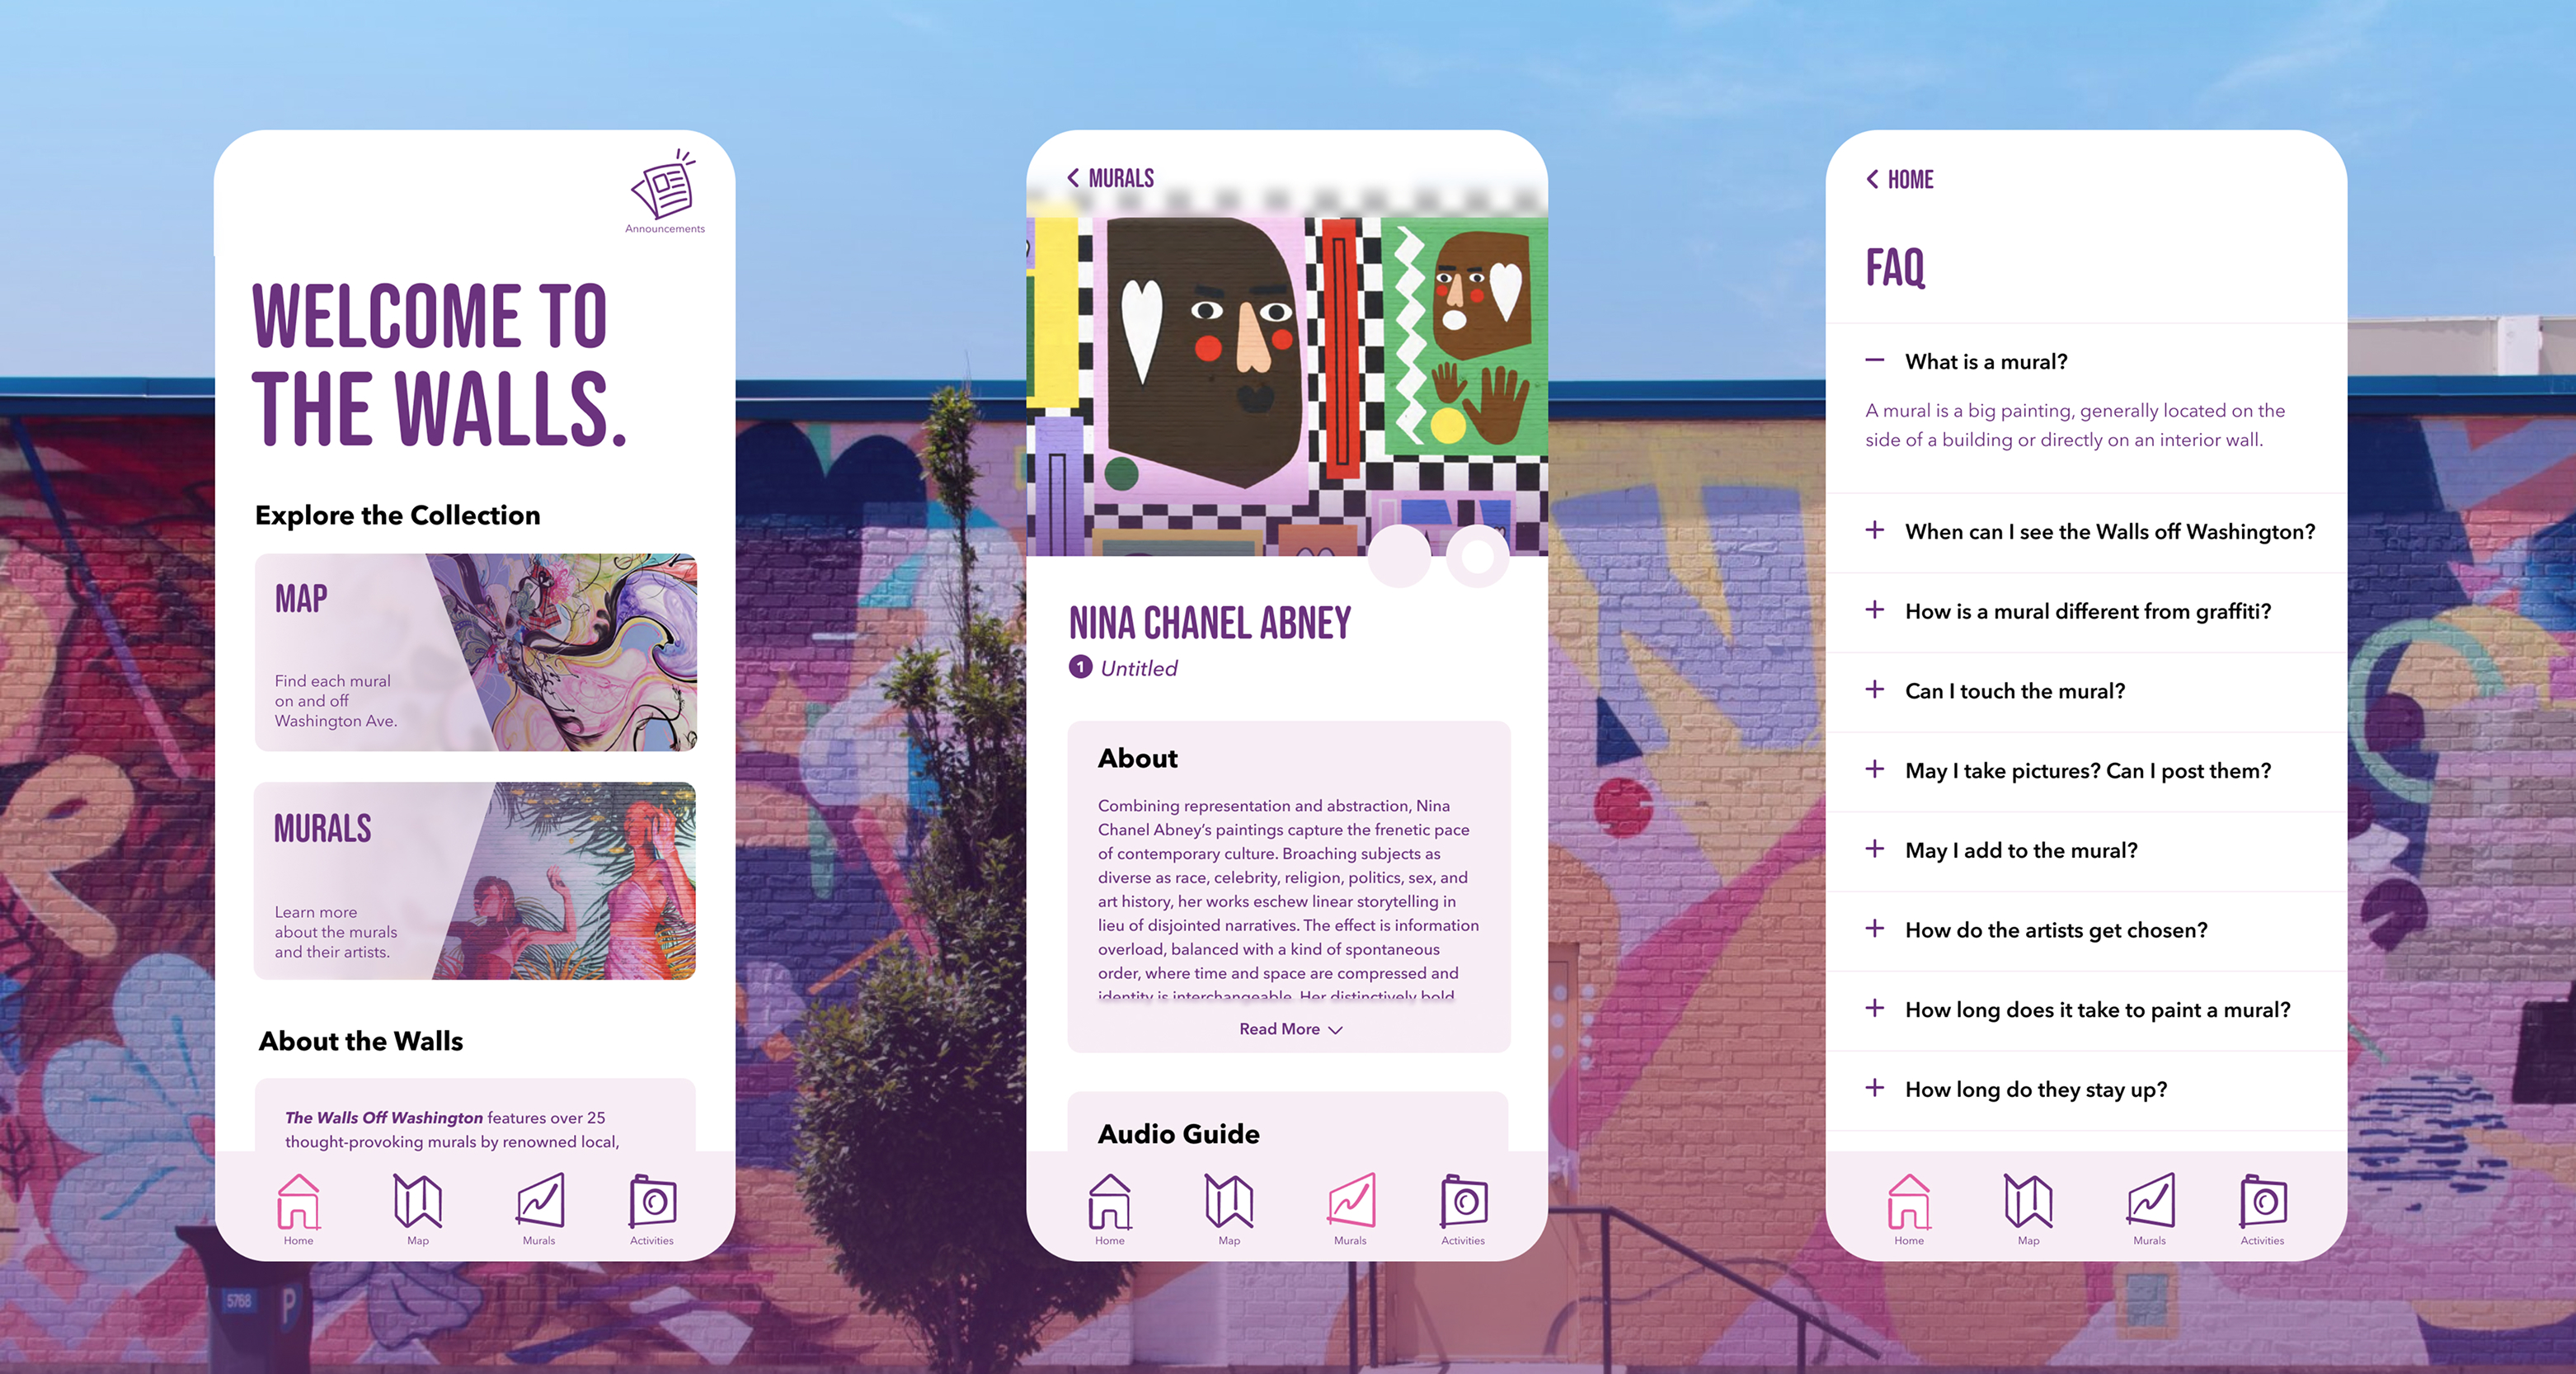 Announcements
WELCOME TO
THE WALLS.
Explore the Collection
MAP
Find each mural
on and off
Washington Ave.
MURALS
Learn more
about the murals
and their artists.
About the Walls
The Walls Off Washington features over 25
thought-provoking murals by renowned local,
Home
Map
Murals
Activities
MURALS
NINA CHANEL ABNEY
1 Untitled
About
Combining representation and abstraction, Nina
Chanel Abney's paintings capture the frenetic pace
of contemporary culture. Broaching subjects as
diverse as race, celebrity, religion, politics, sex, and
art history, her works eschew linear storytelling in
lieu of disjointed narratives. The effect is information
overload, balanced with a kind of spontaneous
order, where time and space are compressed and
identity is interchangeable. Her distinctively bold
Read More
Audio Guide
Home
Map
Murals
Activities
HOME
FAQ
What is a mural?
A mural is a big painting, generally located on the
side of a building or directly on an interior wall.
When can I see the Walls off Washington?
How is a mural different from graffiti?
Can I touch the mural?
May I take pictures? Can I post them?
May I add to the mural?
How do the artists get chosen?
How long does it take to paint a mural?
How long do they stay up?
Home
Map
Murals
Activities
5768
P